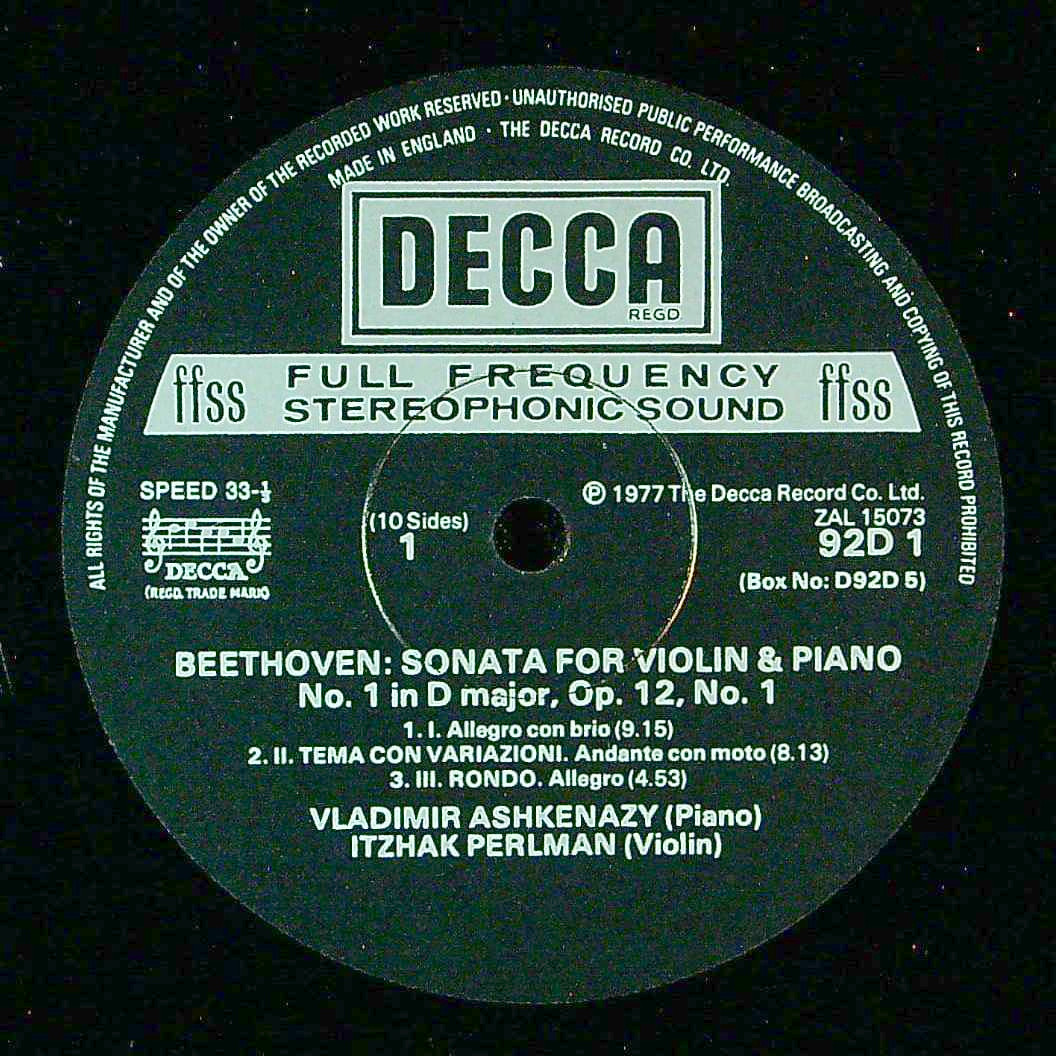 ALL RIGHTS OF THE MANUFACTURER AND OF THE OWNER OF THE RECORDED WORK RESERVED · UNAUTHORISED PUBLIC PERFORMANCE BROADCASTING AND COPYING OF THIS RECORD PROHIBITED
MADE IN ENGLAND · THE DECCA RECORD CO. LTD.
DECCA
REGD.
ffss FULL FREQUENCY STEREOPHONIC SOUND ffss
SPEED 33-⅓
DECCA
(REGD. TRADE MARK)
(10 Sides)
1
℗ 1977 The Decca Record Co. Ltd.
ZAL 15073
92D 1
(Box No: D92D 5)
BEETHOVEN: SONATA FOR VIOLIN & PIANO
No. 1 in D major, Op. 12, No. 1
1. I. Allegro con brio (9.15)
2. II. TEMA CON VARIAZIONI. Andante con moto (8.13)
3. III. RONDO. Allegro (4.53)
VLADIMIR ASHKENAZY (Piano)
ITZHAK PERLMAN (Violin)